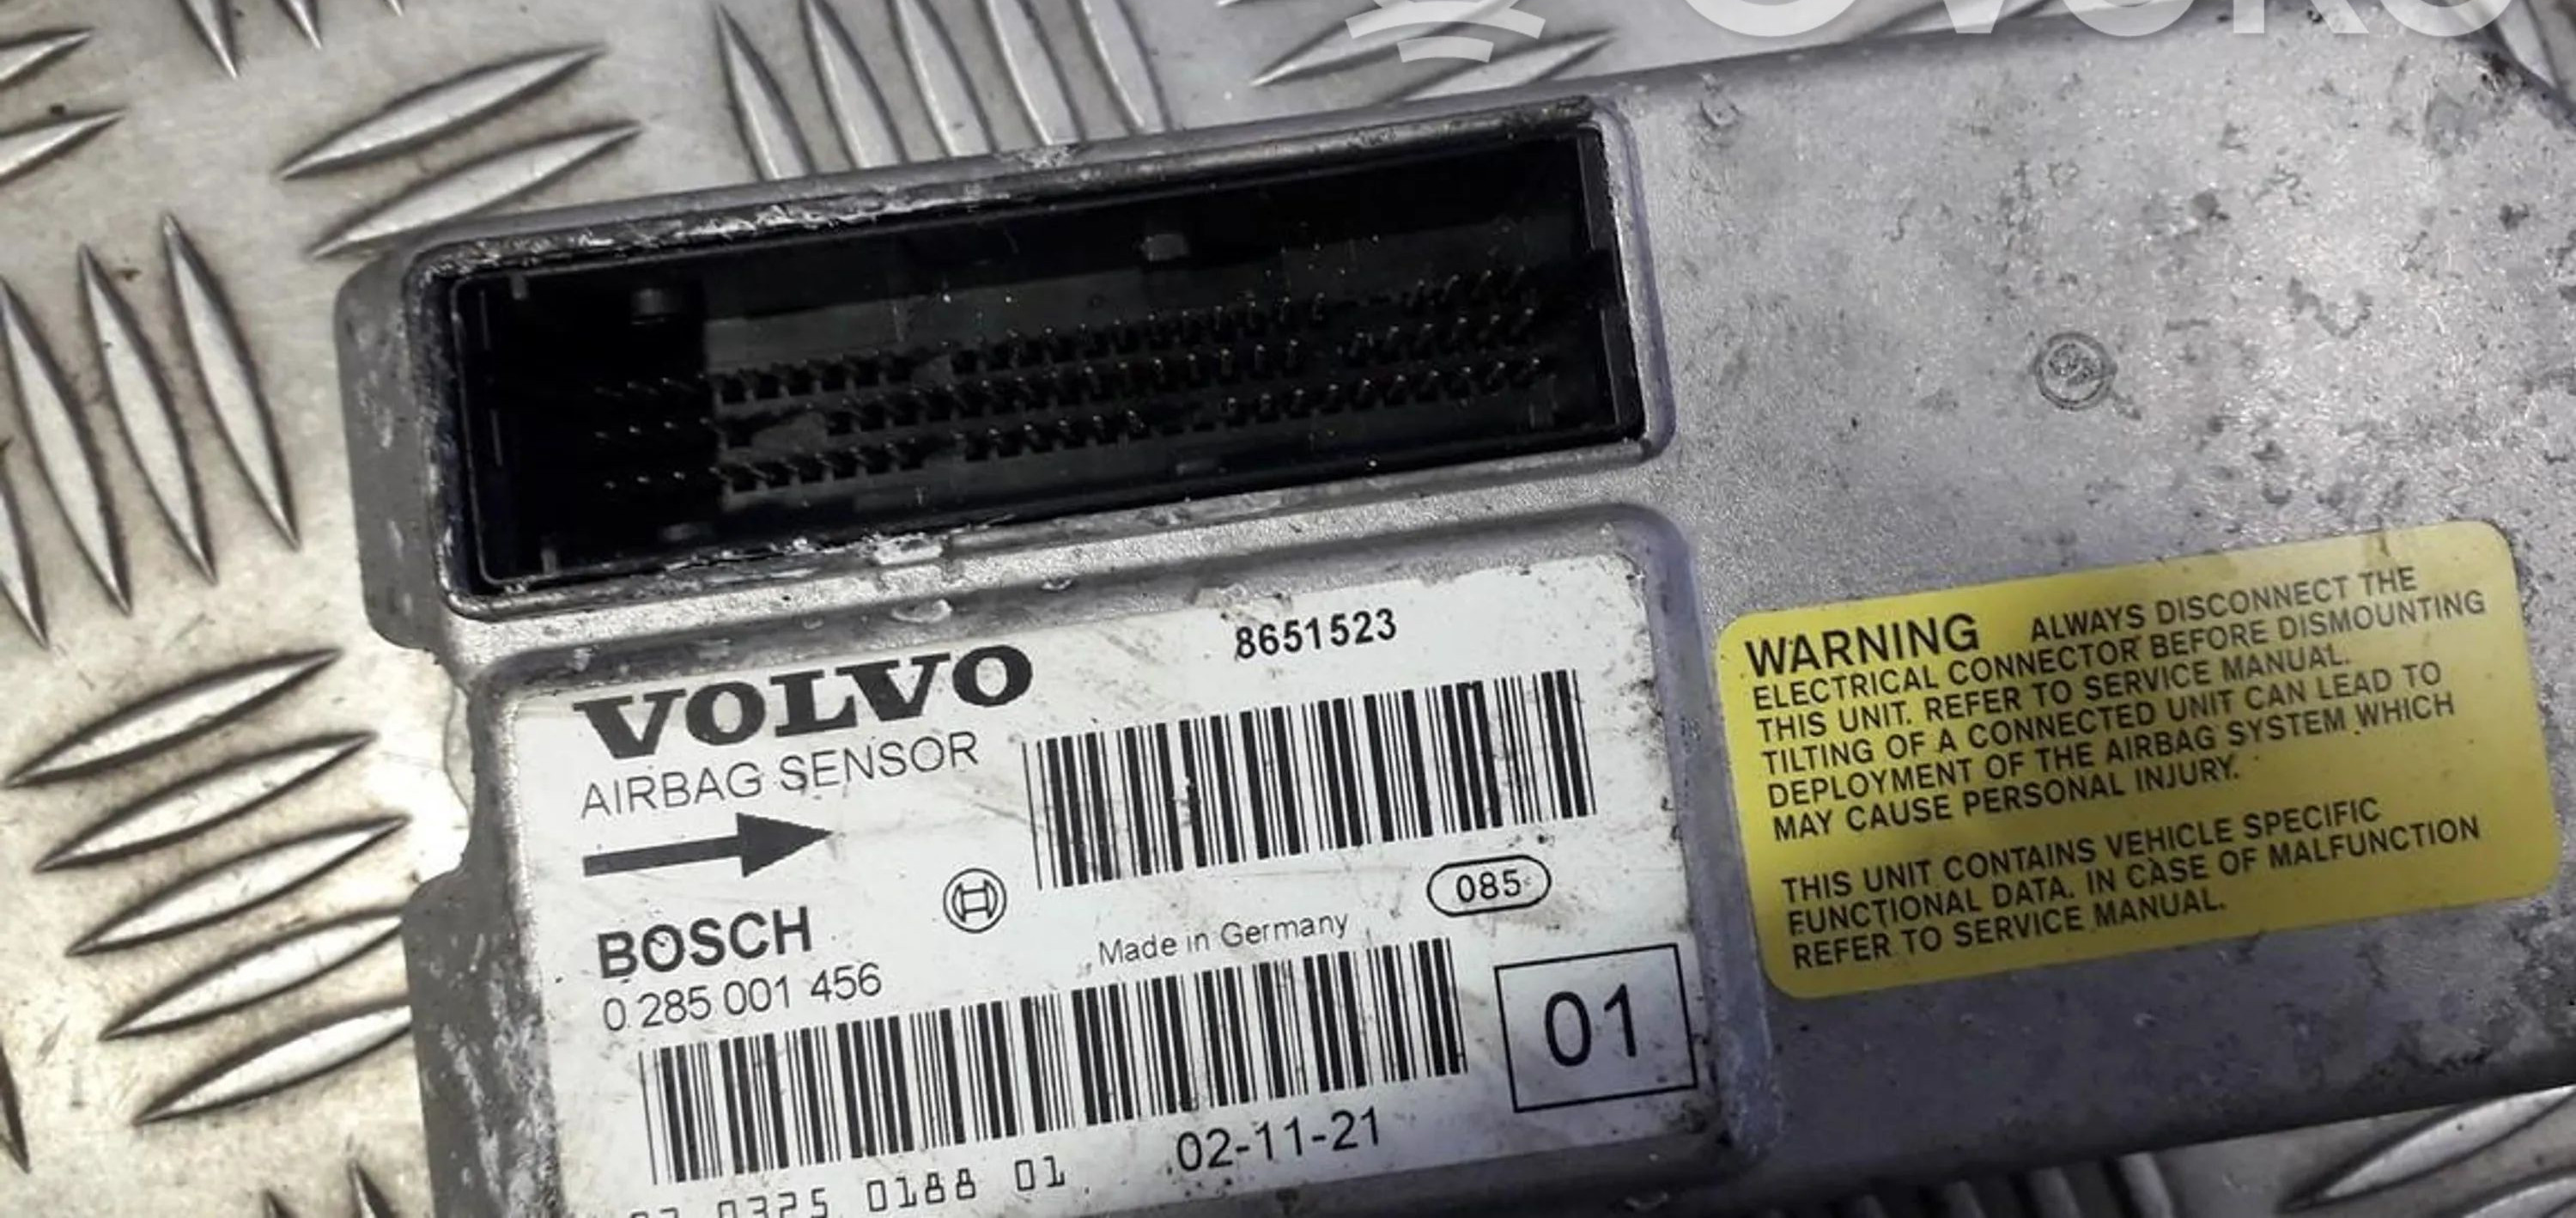 VOLVO
8651523
AIRBAG SENSOR
085
BOSCH
Made in Germany
0 285 001 456
01
02-11-21
0325 0188 01
WARNING ALWAYS DISCONNECT THE
ELECTRICAL CONNECTOR BEFORE DISMOUNTING
THIS UNIT. REFER TO SERVICE MANUAL.
TILTING OF A CONNECTED UNIT CAN LEAD TO
DEPLOYMENT OF THE AIRBAG SYSTEM WHICH
MAY CAUSE PERSONAL INJURY.
THIS UNIT CONTAINS VEHICLE SPECIFIC
FUNCTIONAL DATA. IN CASE OF MALFUNCTION
REFER TO SERVICE MANUAL.